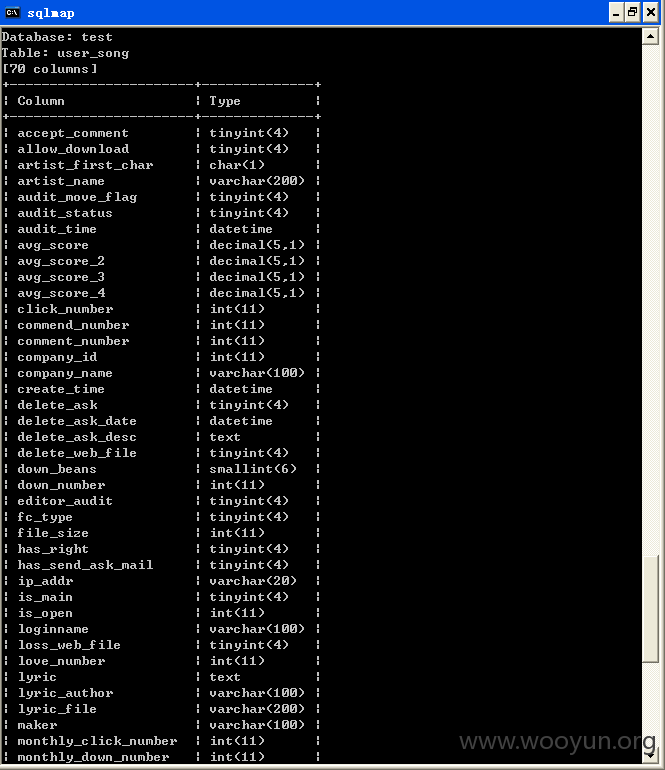 sqlmap
Database: test
Table: user_song
[70 columns]
+-----------------------+--------------+
¦ Column ¦ Type ¦
+-----------------------+--------------+
¦ accept_comment ¦ tinyint(4) ¦
¦ allow_download ¦ tinyint(4) ¦
¦ artist_first_char ¦ char(1) ¦
¦ artist_name ¦ varchar(200) ¦
¦ audit_move_flag ¦ tinyint(4) ¦
¦ audit_status ¦ tinyint(4) ¦
¦ audit_time ¦ datetime ¦
¦ avg_score ¦ decimal(5,1) ¦
¦ avg_score_2 ¦ decimal(5,1) ¦
¦ avg_score_3 ¦ decimal(5,1) ¦
¦ avg_score_4 ¦ decimal(5,1) ¦
¦ click_number ¦ int(11) ¦
¦ commend_number ¦ int(11) ¦
¦ comment_number ¦ int(11) ¦
¦ company_id ¦ int(11) ¦
¦ company_name ¦ varchar(100) ¦
¦ create_time ¦ datetime ¦
¦ delete_ask ¦ tinyint(4) ¦
¦ delete_ask_date ¦ datetime ¦
¦ delete_ask_desc ¦ text ¦
¦ delete_web_file ¦ tinyint(4) ¦
¦ down_beans ¦ smallint(6) ¦
¦ down_number ¦ int(11) ¦
¦ editor_audit ¦ tinyint(4) ¦
¦ fc_type ¦ tinyint(4) ¦
¦ file_size ¦ int(11) ¦
¦ has_right ¦ tinyint(4) ¦
¦ has_send_ask_mail ¦ tinyint(4) ¦
¦ ip_addr ¦ varchar(20) ¦
¦ is_main ¦ tinyint(4) ¦
¦ is_open ¦ int(11) ¦
¦ loginname ¦ varchar(100) ¦
¦ loss_web_file ¦ tinyint(4) ¦
¦ love_number ¦ int(11) ¦
¦ lyric ¦ text ¦
¦ lyric_author ¦ varchar(100) ¦
¦ lyric_file ¦ varchar(200) ¦
¦ maker ¦ varchar(100) ¦
¦ monthly_click_number ¦ int(11) ¦
¦ monthly_down_number ¦ int(11) ¦
www.wooyun.org